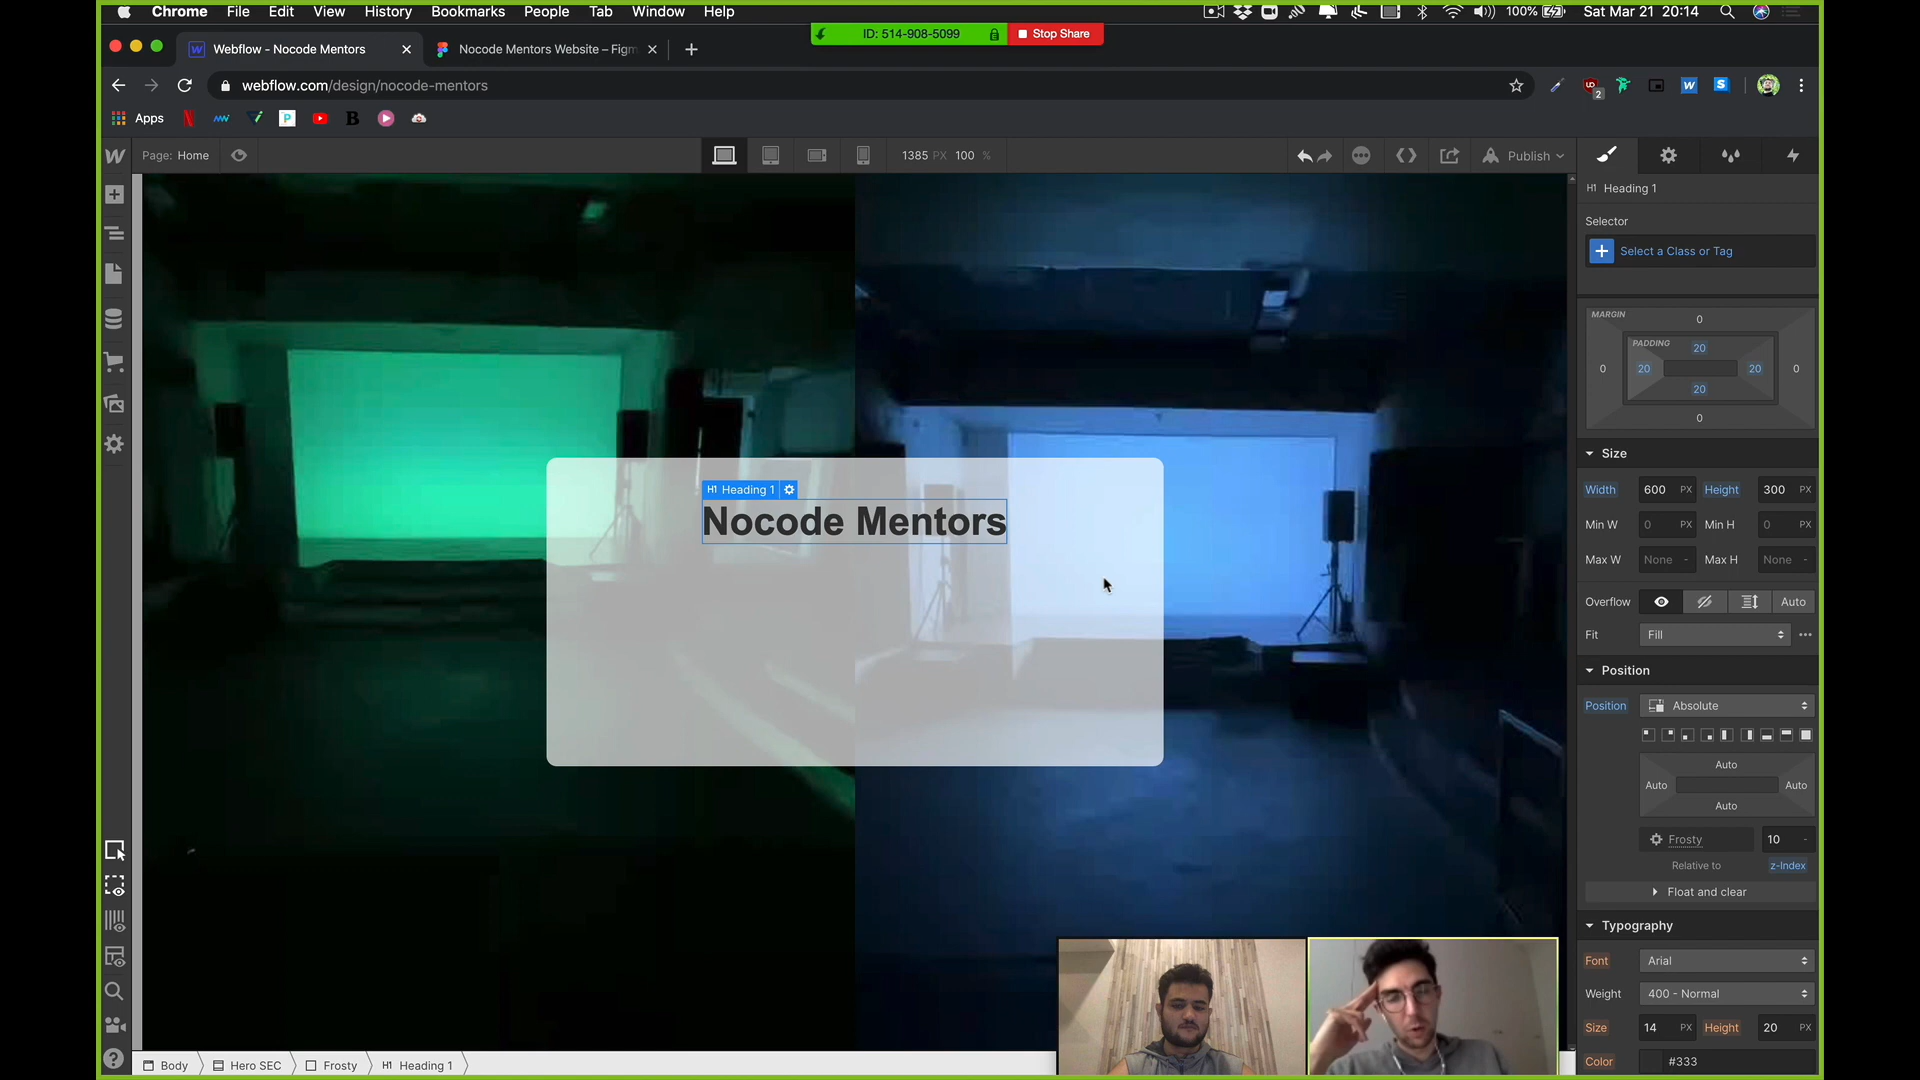 Chrome File Edit View History Bookmarks People Tab Window Help
100% Sat Mar 21 20:14
ID: 514-908-5099 Stop Share
Webflow - Nocode Mentors
Nocode Mentors Website – Figm
webflow.com/design/nocode-mentors
2
Apps
Page: Home
1385 PX 100 %
Publish
H1 Heading 1
Selector
Select a Class or Tag
MARGIN
0
PADDING
20
0 20 20 0
20
0
Size
Width 600 PX Height 300 PX
Min W 0 PX Min H 0 PX
Max W None - Max H None -
Overflow Auto
Fit Fill
Position
Position Absolute
Auto
Auto Auto
Auto
Frosty 10 -
Relative to z-Index
Float and clear
Typography
Font Arial
Weight 400 - Normal
Size 14 PX Height 20 PX
Color #333
H1 Heading 1
Nocode Mentors
Body Hero SEC Frosty H1 Heading 1